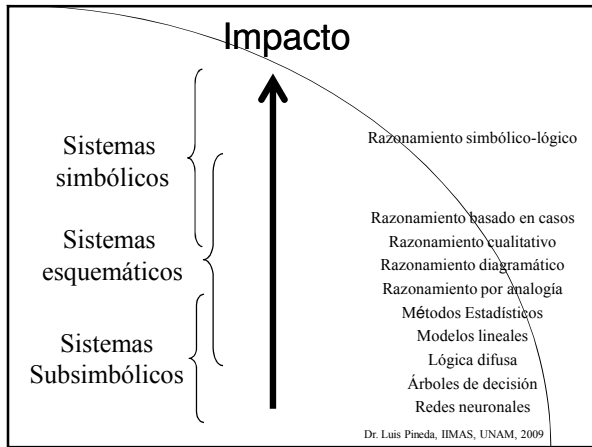 Impacto
Sistemas
simbólicos
Sistemas
esquemáticos
Sistemas
Subsimbólicos
Razonamiento simbólico-lógico
Razonamiento basado en casos
Razonamiento cualitativo
Razonamiento diagramático
Razonamiento por analogía
Métodos Estadísticos
Modelos lineales
Lógica difusa
Árboles de decisión
Redes neuronales
Dr. Luis Pineda, IIMAS, UNAM, 2009